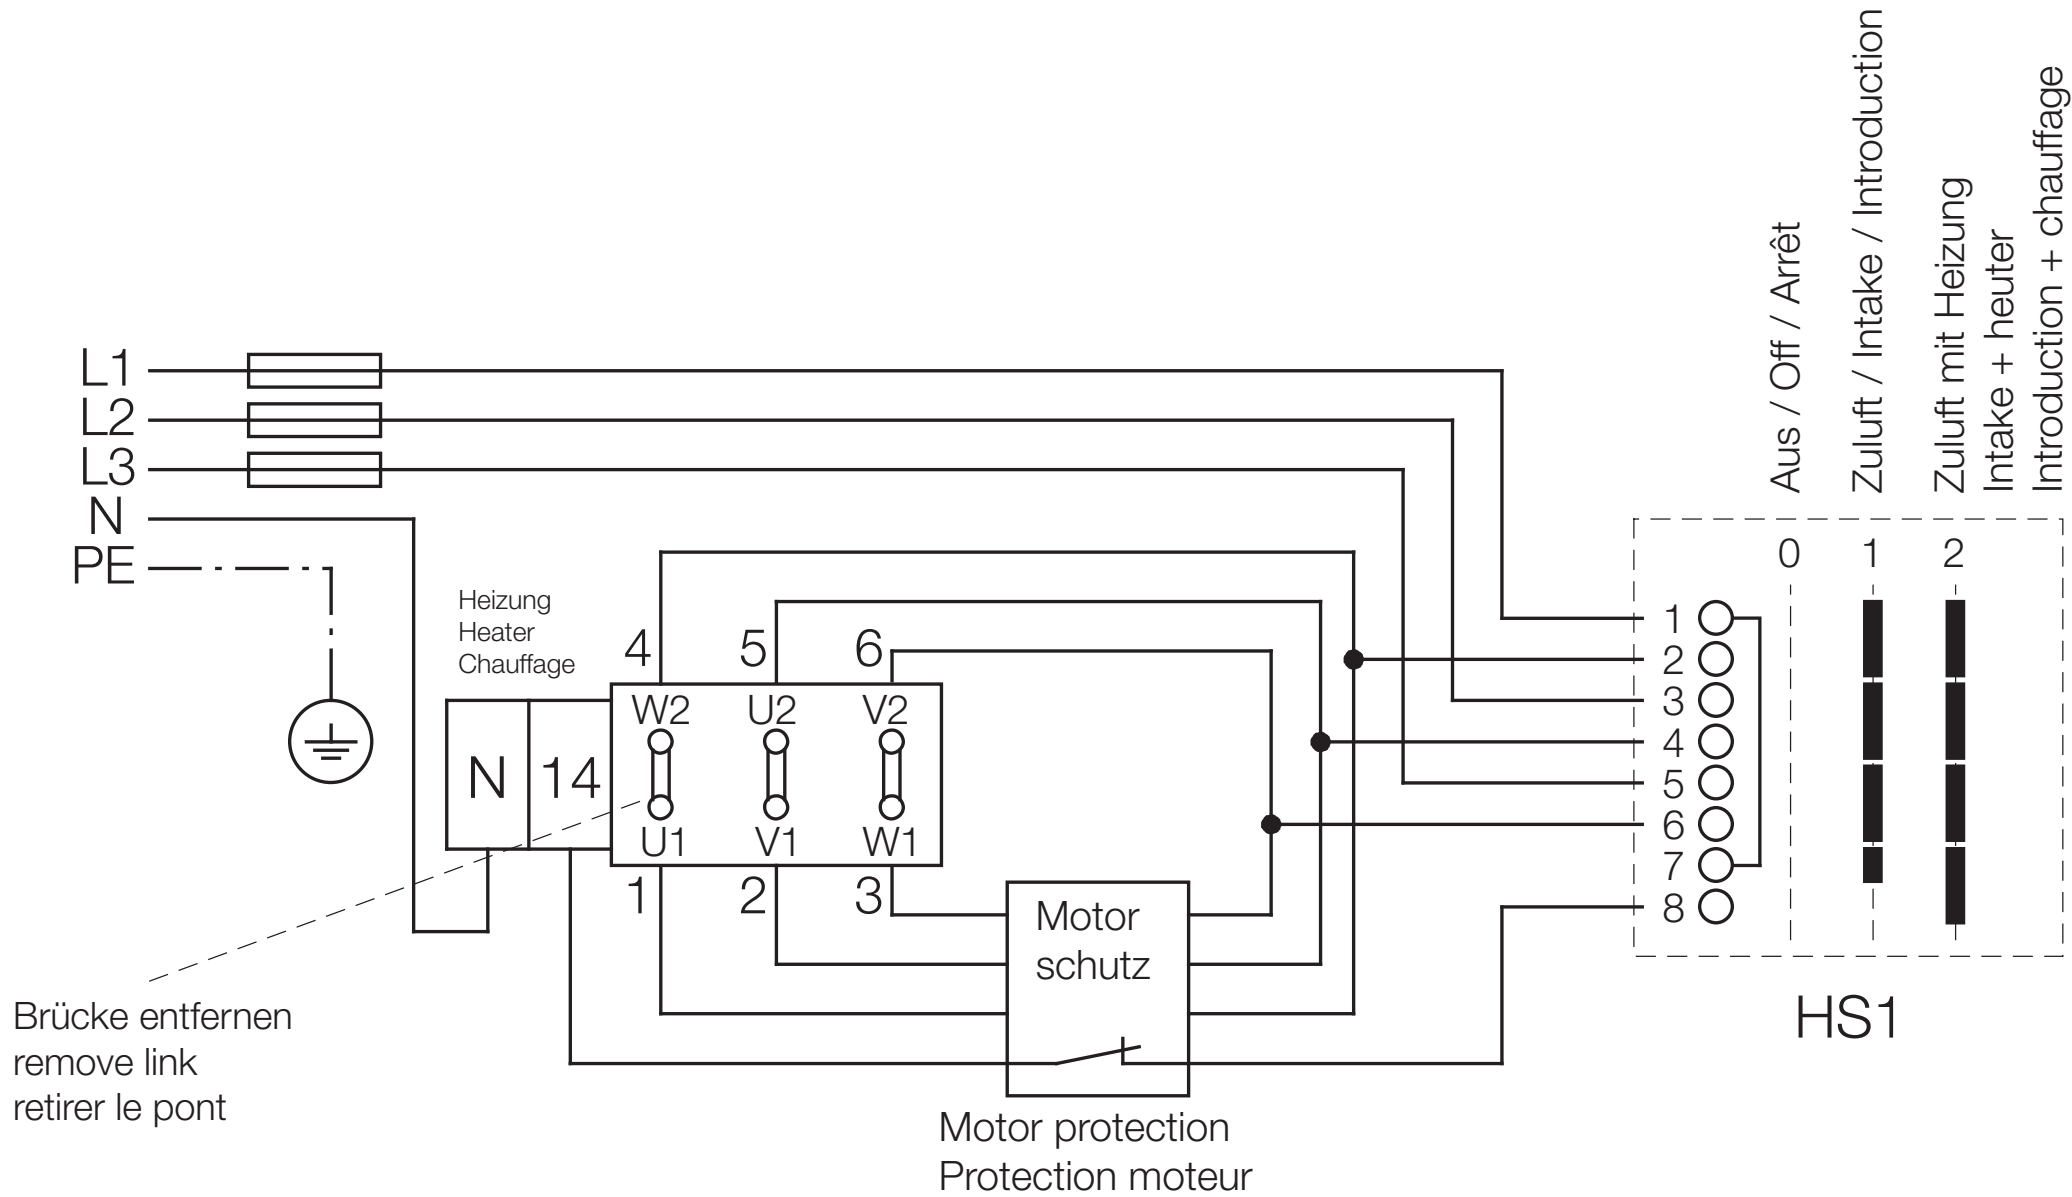 Aus / Off / Arrêt
Zuluft / Intake / Introduction
Zuluft mit Heizung
Intake + heuter
Introduction + chauffage
L1
L2
L3
N
PE
0 1 2
Heizung
Heater
Chauffage
4 5 6
W2 U2 V2
N 14
U1 V1 W1
1 2 3
1
2
3
4
5
6
7
8
Motor
schutz
HS1
Brücke entfernen
remove link
retirer le pont
Motor protection
Protection moteur